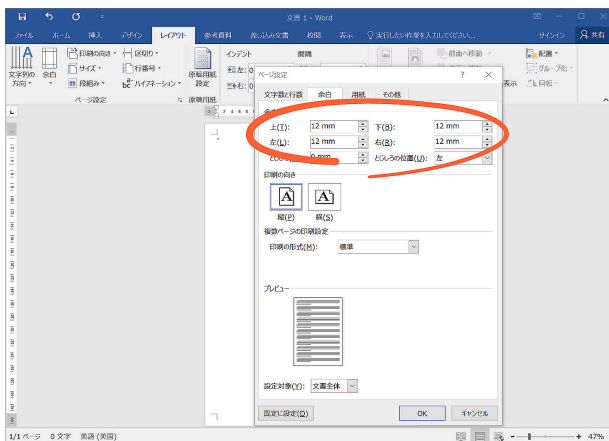 文書 1 - Word
ファイル ホーム 挿入 デザイン レイアウト 参考資料 差し込み文書 校閲 表示 実行したい作業を入力してください... サインイン 共有
文字列の方向 余白 印刷の向き サイズ 段組み 区切り 行番号 ハイフネーション
原稿用紙設定
インデント 間隔
左: 0
右: 0
前面へ移動 配置 グループ化 回転
表示
ページ設定 原稿用紙
ページ設定 ? ×
文字数と行数 余白 用紙 その他
上(T): 12 mm 下(B): 12 mm
左(L): 12 mm 右(R): 12 mm
0 mm とじしろの位置(U): 左
印刷の向き
縦(P) 横(S)
複数ページの印刷設定
印刷の形式(M): 標準
プレビュー
設定対象(Y): 文書全体
既定に設定(D) OK キャンセル
1/1 ページ 0 文字 英語 (英国) 47%